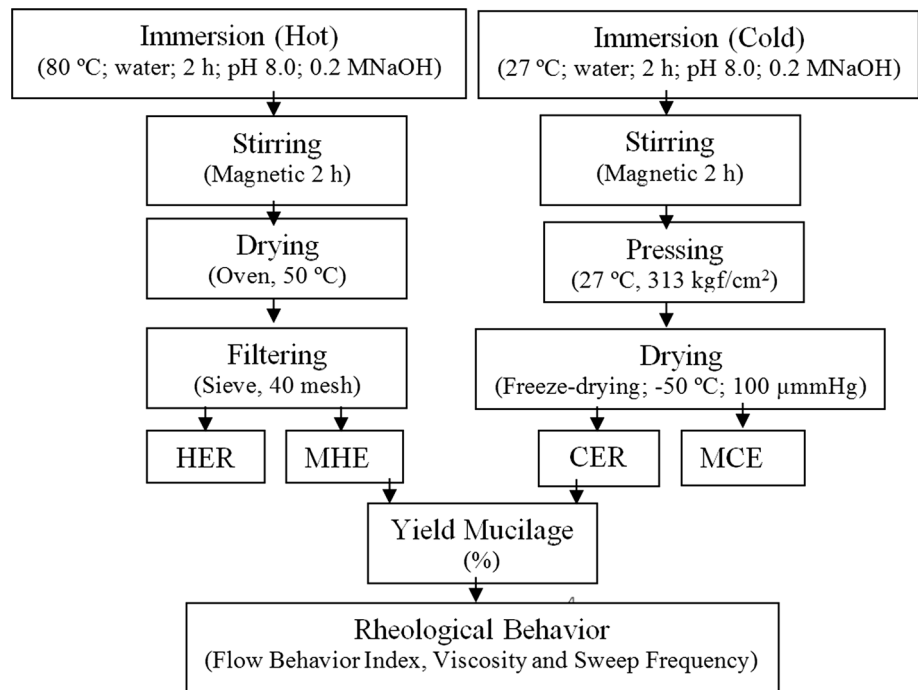 Immersion (Hot)
(80 ºC; water; 2 h; pH 8.0; 0.2 MNaOH)
Stirring
(Magnetic 2 h)
Drying
(Oven, 50 ºC)
Filtering
(Sieve, 40 mesh)
HER
MHE
Immersion (Cold)
(27 ºC; water; 2 h; pH 8.0; 0.2 MNaOH)
Stirring
(Magnetic 2 h)
Pressing
(27 ºC, 313 kgf/cm²)
Drying
(Freeze-drying; -50 ºC; 100 µmmHg)
CER
MCE
Yield Mucilage
(%)
Rheological Behavior
(Flow Behavior Index, Viscosity and Sweep Frequency)